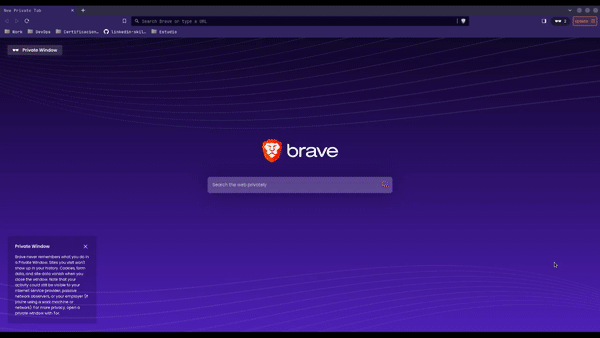 New Private Tab
Search Brave or type a URL
2
Update
Work
DevOps
Certificacion…
linkedin-skil…
Estudio
Private Window
brave
Search the web privately
Private Window
Brave never remembers what you do in
a Private Window. Sites you visit won't
show up in your history. Cookies, form
data, and site data vanish when you
close the window. Note that your
activity could still be visible to your
internet service provider, passive
network observers, or your employer (if
you're using a work machine or
network). For more privacy, open a
private window with Tor.